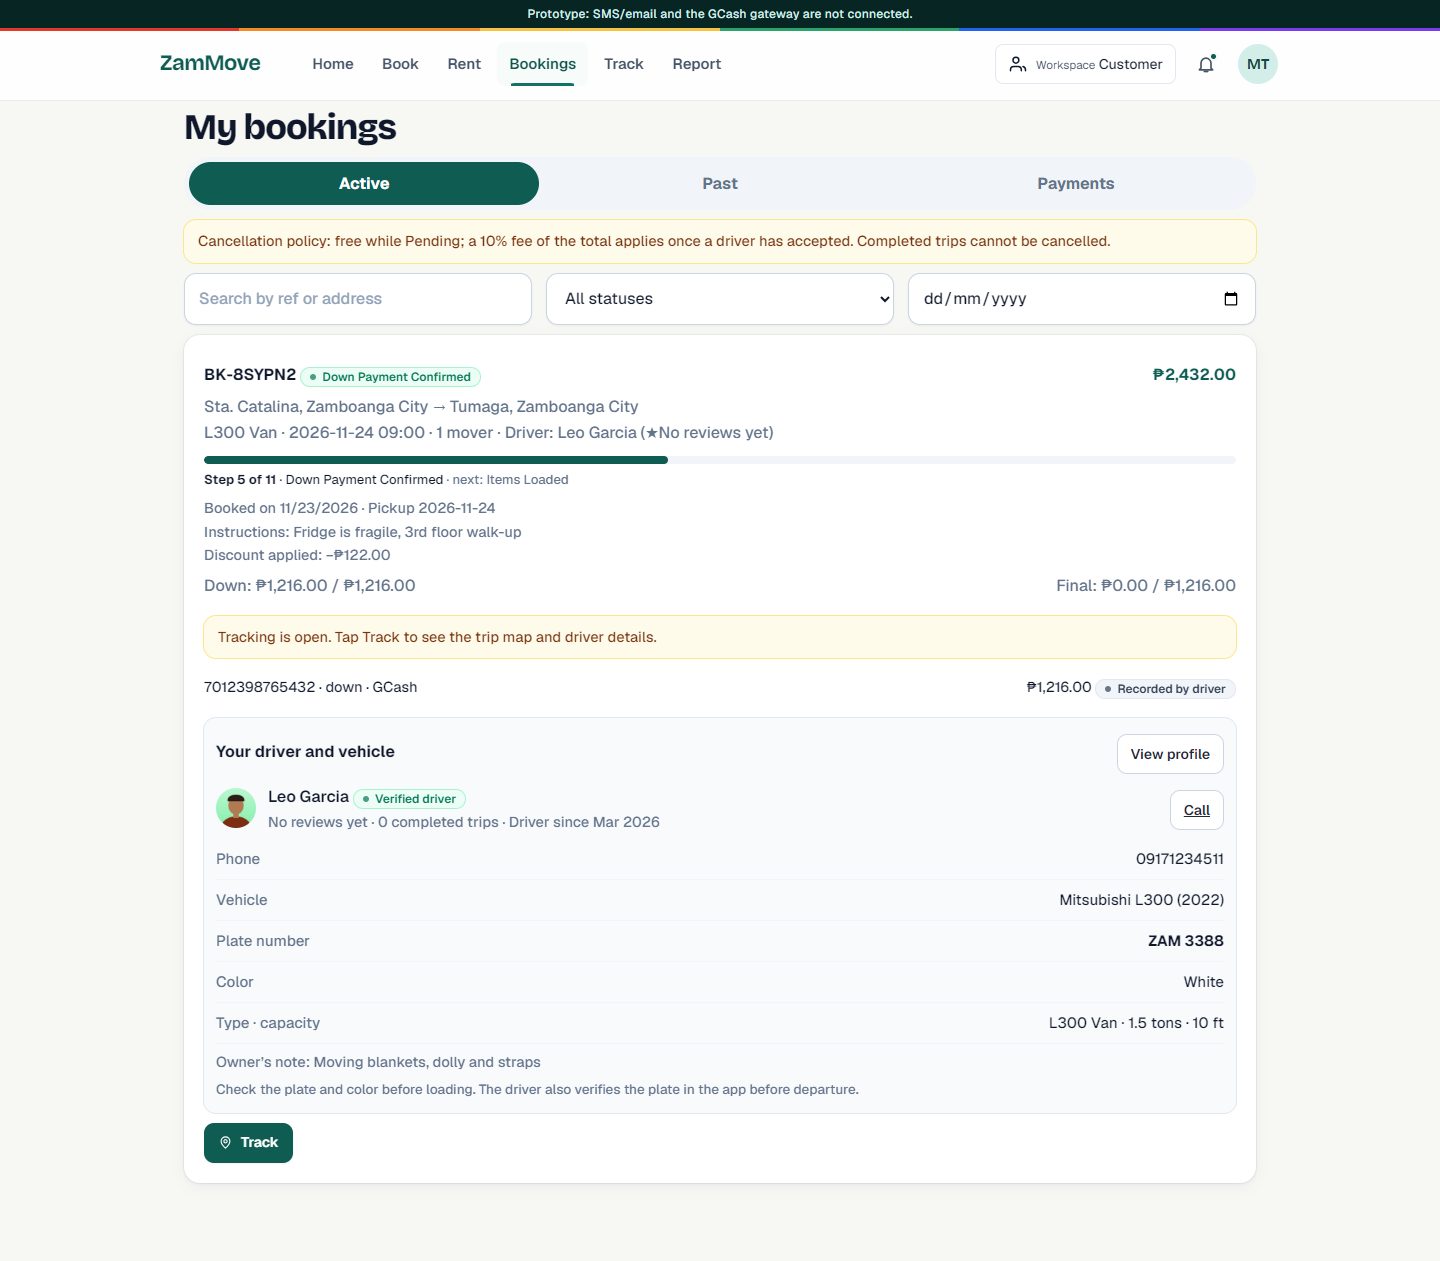 Prototype: SMS/email and the GCash gateway are not connected.
ZamMove Home Book Rent Bookings Track Report Workspace Customer MT
My bookings
Active Past Payments
Cancellation policy: free while Pending; a 10% fee of the total applies once a driver has accepted. Completed trips cannot be cancelled.
Search by ref or address All statuses dd/mm/yyyy
BK-8SYPN2 Down Payment Confirmed ₱2,432.00
Sta. Catalina, Zamboanga City → Tumaga, Zamboanga City
L300 Van · 2026-11-24 09:00 · 1 mover · Driver: Leo Garcia (★No reviews yet)
Step 5 of 11 · Down Payment Confirmed · next: Items Loaded
Booked on 11/23/2026 · Pickup 2026-11-24
Instructions: Fridge is fragile, 3rd floor walk-up
Discount applied: −₱122.00
Down: ₱1,216.00 / ₱1,216.00 Final: ₱0.00 / ₱1,216.00
Tracking is open. Tap Track to see the trip map and driver details.
7012398765432 · down · GCash ₱1,216.00 Recorded by driver
Your driver and vehicle View profile
Leo Garcia Verified driver
No reviews yet · 0 completed trips · Driver since Mar 2026 Call
Phone 09171234511
Vehicle Mitsubishi L300 (2022)
Plate number ZAM 3388
Color White
Type · capacity L300 Van · 1.5 tons · 10 ft
Owner's note: Moving blankets, dolly and straps
Check the plate and color before loading. The driver also verifies the plate in the app before departure.
Track